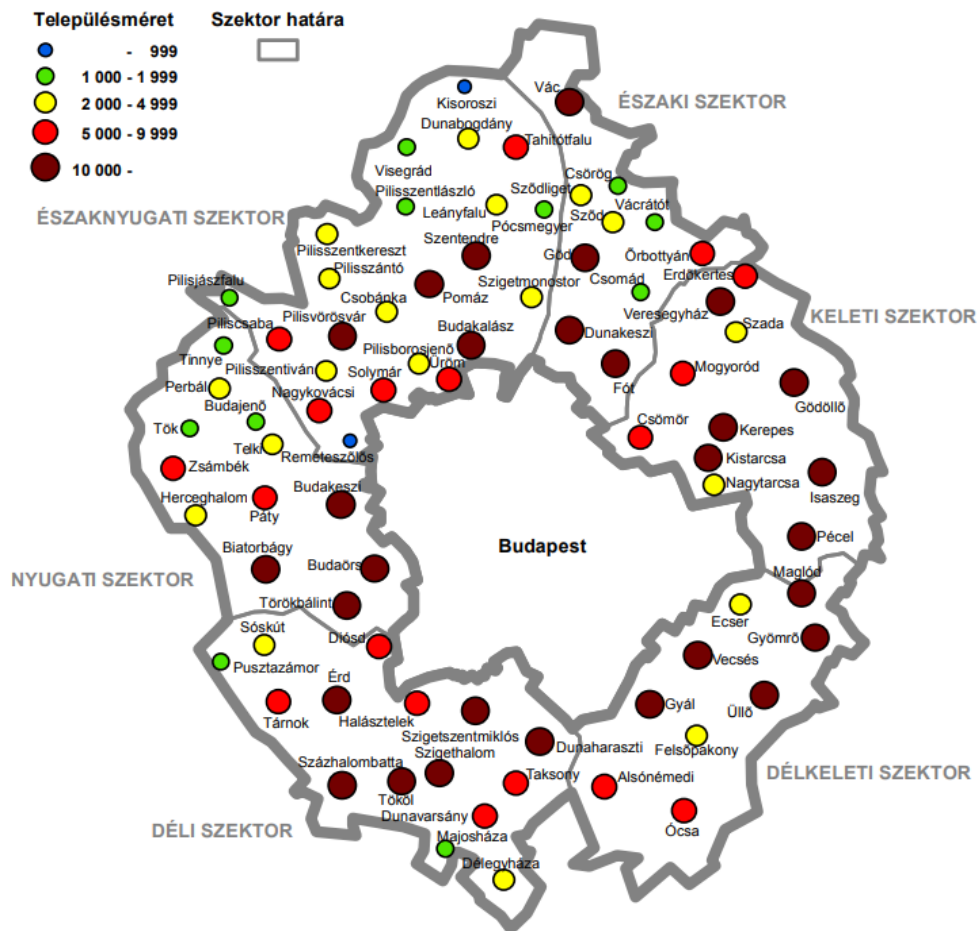 Településméret
Szektor határa
- 999
1 000 - 1 999
2 000 - 4 999
5 000 - 9 999
10 000 -
ÉSZAKI SZEKTOR
ÉSZAKNYUGATI SZEKTOR
KELETI SZEKTOR
NYUGATI SZEKTOR
DÉLKELETI SZEKTOR
DÉLI SZEKTOR
Budapest
Vác
Kisoroszi
Dunabogdány
Tahitótfalu
Visegrád
Csörög
Pilisszentlászló
Sződliget
Vácrátót
Leányfalu
Pócsmegyer
Sződ
Szentendre
Pilisszentkereszt
Göd
Őrbottyán
Pilisszántó
Szigetmonostor
Csomád
Erdőkertes
Pilisjászfalu
Csobánka
Pomáz
Veresegyház
Piliscsaba
Pilisvörösvár
Budakalász
Dunakeszi
Szada
Tinnye
Pilisborosjenő
Üröm
Pilisszentiván
Solymár
Mogyoród
Perbál
Nagykovácsi
Fót
Gödöllő
Budajenő
Csömör
Tök
Telki
Remeteszőlős
Kerepes
Zsámbék
Kistarcsa
Budakeszi
Nagytarcsa
Isaszeg
Herceghalom
Páty
Pécel
Biatorbágy
Budaörs
Maglód
Törökbálint
Ecser
Sóskút
Diósd
Gyömrő
Pusztazámor
Vecsés
Érd
Tárnok
Halásztelek
Gyál
Üllő
Szigetszentmiklós
Szigethalom
Dunaharaszti
Felsőpakony
Százhalombatta
Tököl
Taksony
Alsónémedi
Dunavarsány
Ócsa
Majosháza
Délegyháza